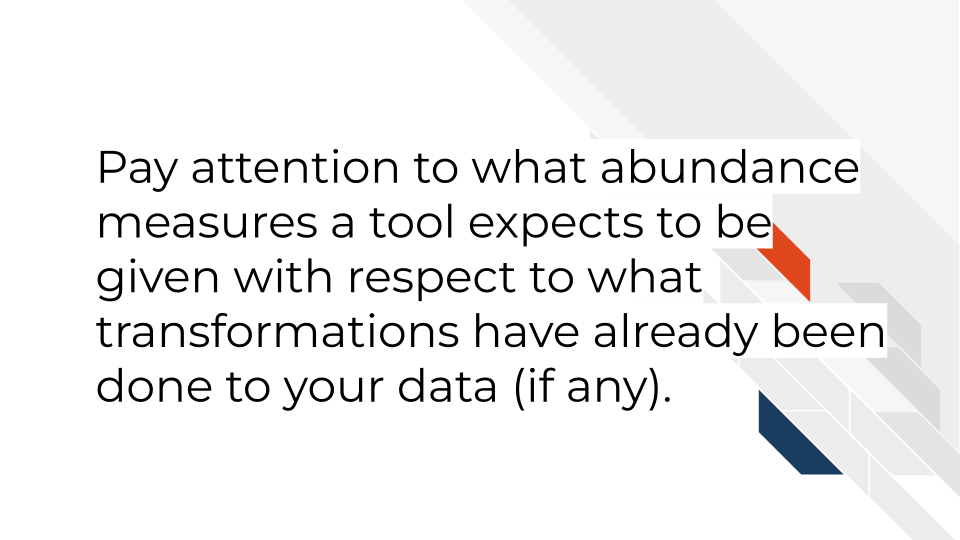 Pay attention to what abundance
measures a tool expects to be
given with respect to what
transformations have already been
done to your data (if any).